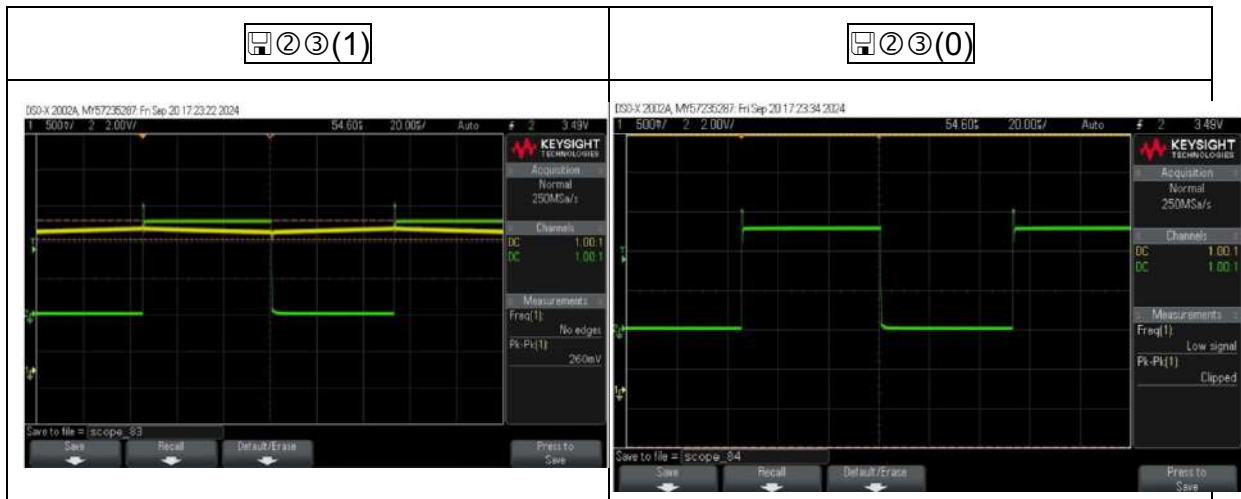 🖫②③(1)
🖫②③(0)
DSO-X 2002A, MY57235287: Fri Sep 20 17:23:22 2024
1 500V/ 2 2.00V/ 54.60s 20.00s/ Auto 2 3.49V
KEYSIGHT
TECHNOLOGIES
Acquisition
Normal
250MSa/s
Channels
DC 1.00:1
DC 1.00:1
Measurements
Freq(1):
No edges
Pk-Pk(1):
260mV
Save to file = scope_83
Save
Recall
Default/Erase
Press to
Save
DSO-X 2002A, MY57235287: Fri Sep 20 17:23:34 2024
1 500V/ 2 2.00V/ 54.60s 20.00s/ Auto 2 3.49V
KEYSIGHT
TECHNOLOGIES
Acquisition
Normal
250MSa/s
Channels
DC 1.00:1
DC 1.00:1
Measurements
Freq(1):
Low signal
Pk-Pk(1):
Clipped
Save to file = scope_84
Save
Recall
Default/Erase
Press to
Save